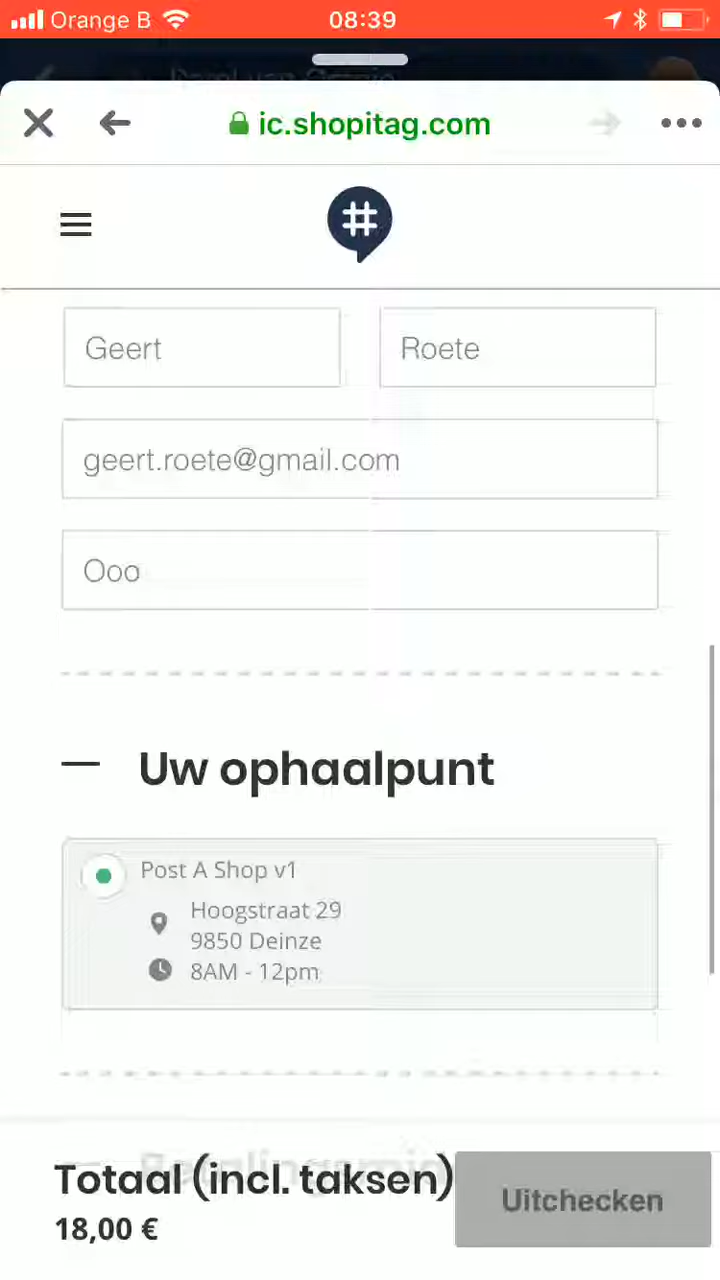 Orange B
08:39
ic.shopitag.com
#
Geert
Roete
geert.roete@gmail.com
Ooo
Uw ophaalpunt
Post A Shop v1
Hoogstraat 29
9850 Deinze
8AM - 12pm
Totaal (incl. taksen)
18,00 €
Uitchecken